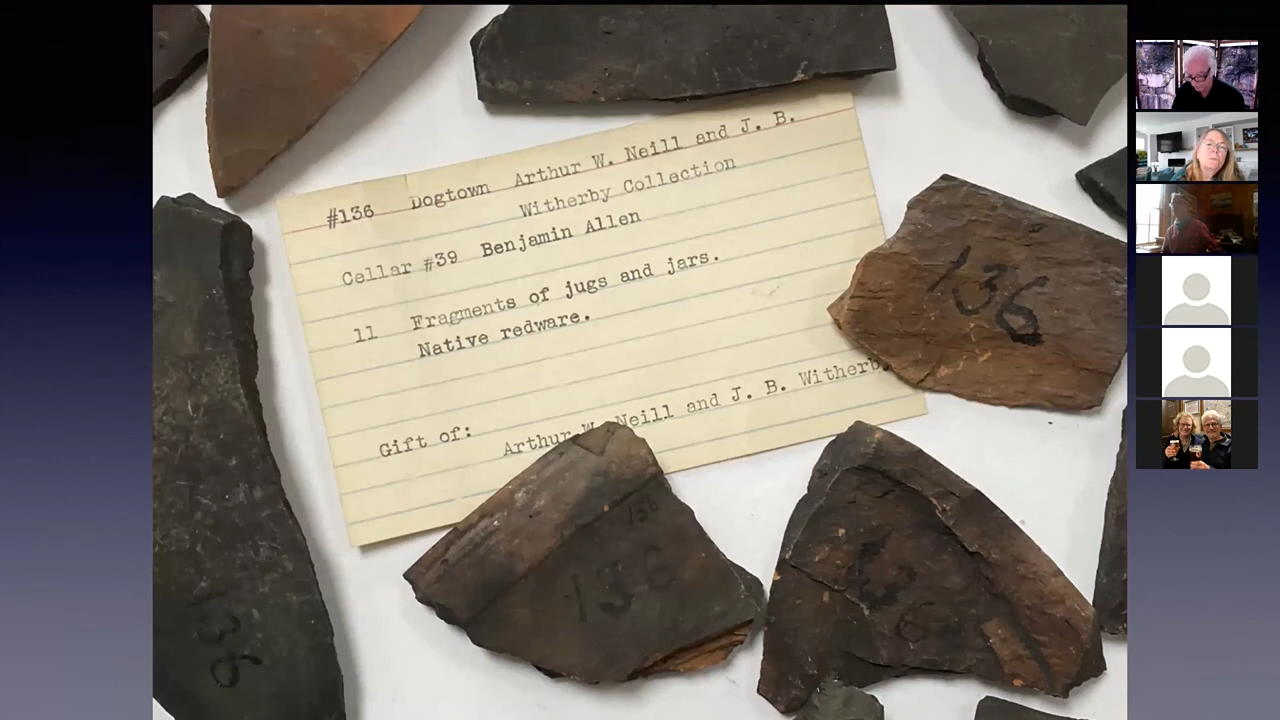 #136 Dogtown Arthur W. Neill and J. B.
Witherby Collection
Cellar #39 Benjamin Allen
11 Fragments of jugs and jars.
Native redware.
Gift of:
Arthur W. Neill and J. B. Witherby
136
136
136
136